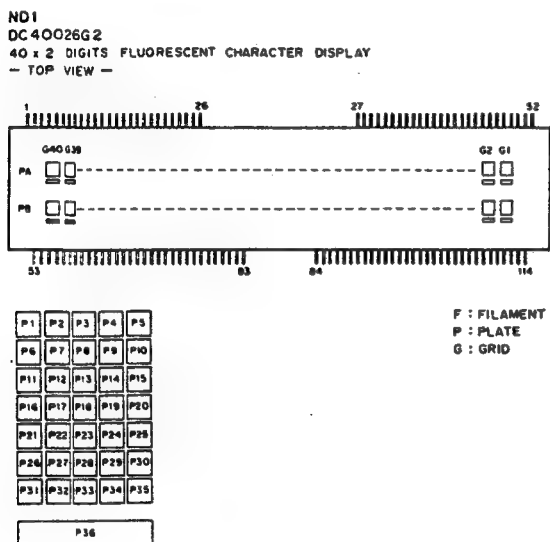 ND1
DC40026G2
40 x 2 DIGITS FLUORESCENT CHARACTER DISPLAY
— TOP VIEW —
1 26 27 52
G40 G39 G2 G1
PA
PB
53 83 84 114
P1 P2 P3 P4 P5
P6 P7 P8 P9 P10
P11 P12 P13 P14 P15
P16 P17 P18 P19 P20
P21 P22 P23 P24 P25
P26 P27 P28 P29 P30
P31 P32 P33 P34 P35
P36
F : FILAMENT
P : PLATE
G : GRID